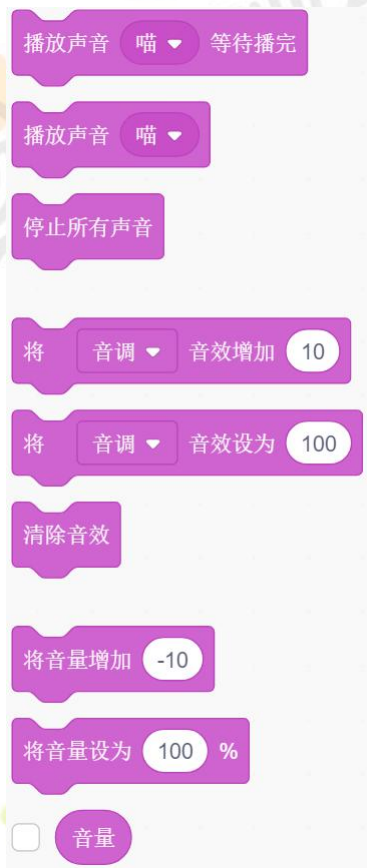 播放声音 喵 等待播完
播放声音 喵
停止所有声音
将 音调 音效增加 10
将 音调 音效设为 100
清除音效
将音量增加 -10
将音量设为 100 %
音量